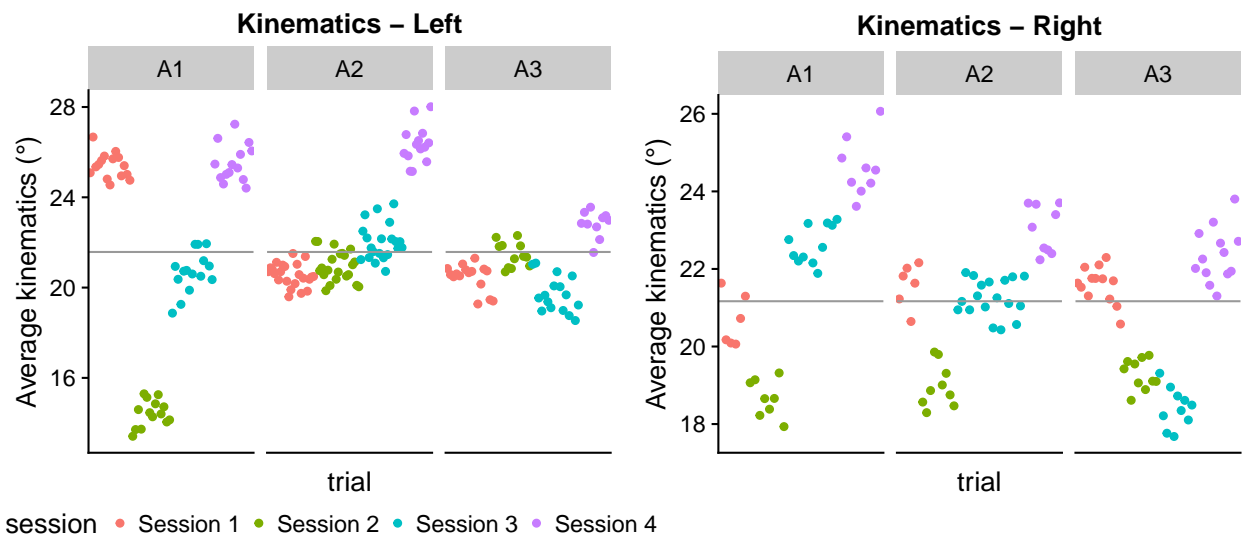 Kinematics – Left
A1 A2 A3
28
24
20
16
Average kinematics (°)
trial
Kinematics – Right
A1 A2 A3
26
24
22
20
18
Average kinematics (°)
trial
session Session 1 Session 2 Session 3 Session 4